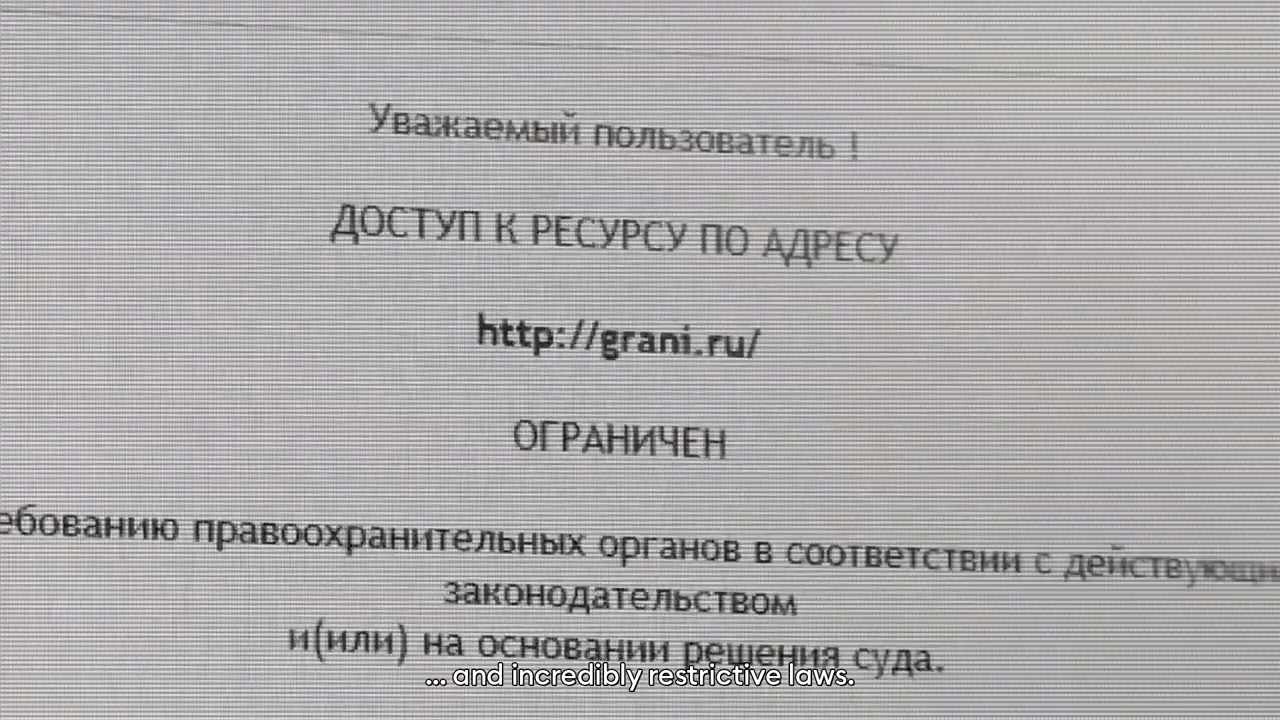 Уважаемый пользователь !
ДОСТУП К РЕСУРСУ ПО АДРЕСУ
http://grani.ru/
ОГРАНИЧЕН
ебованию правоохранительных органов в соответствии с действующи
законодательством
и(или) на основании решения суда.
... and incredibly restrictive laws.